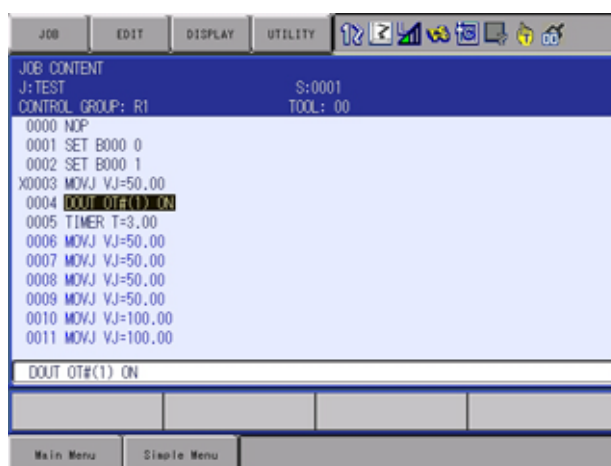 JOB EDIT DISPLAY UTILITY
JOB CONTENT
J:TEST S:0001
CONTROL GROUP: R1 TOOL: 00
0000 NOP
0001 SET B000 0
0002 SET B000 1
X0003 MOVJ VJ=50.00
0004 DOUT OT#(1) ON
0005 TIMER T=3.00
0006 MOVJ VJ=50.00
0007 MOVJ VJ=50.00
0008 MOVJ VJ=50.00
0009 MOVJ VJ=50.00
0010 MOVJ VJ=100.00
0011 MOVJ VJ=100.00
DOUT OT#(1) ON
Main Menu Simple Menu